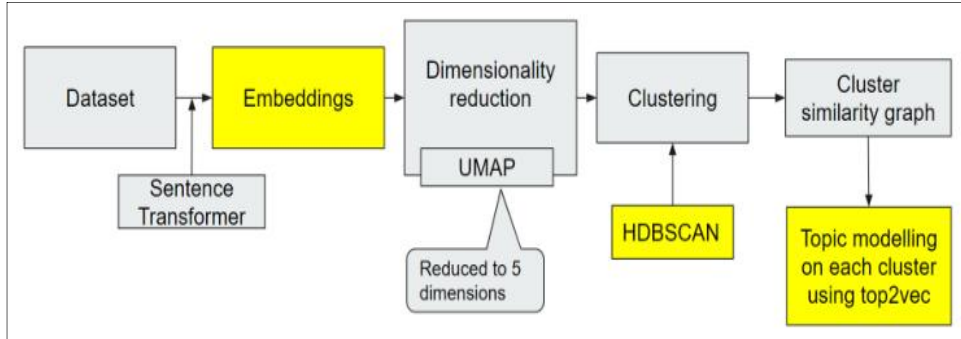 Dataset
Embeddings
Dimensionality
reduction
UMAP
Clustering
Cluster
similarity graph
Sentence
Transformer
Reduced to 5
dimensions
HDBSCAN
Topic modelling
on each cluster
using top2vec